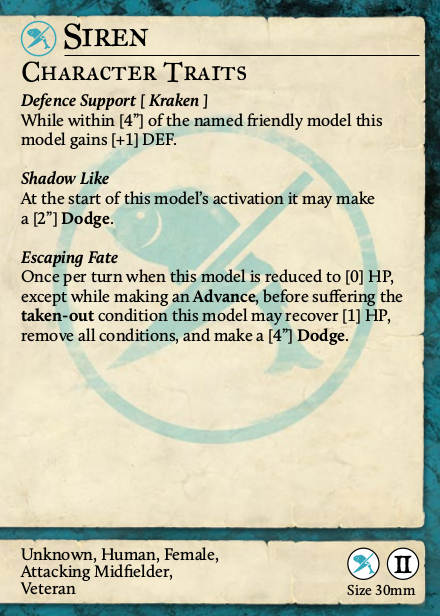 Siren
Character Traits
Defence Support [ Kraken ]
While within [4”] of the named friendly model this
model gains [+1] DEF.
Shadow Like
At the start of this model’s activation it may make
a [2”] Dodge.
Escaping Fate
Once per turn when this model is reduced to [0] HP,
except while making an Advance, before suffering the
taken-out condition this model may recover [1] HP,
remove all conditions, and make a [4”] Dodge.
Unknown, Human, Female,
Attacking Midfielder,
Veteran
II
Size 30mm